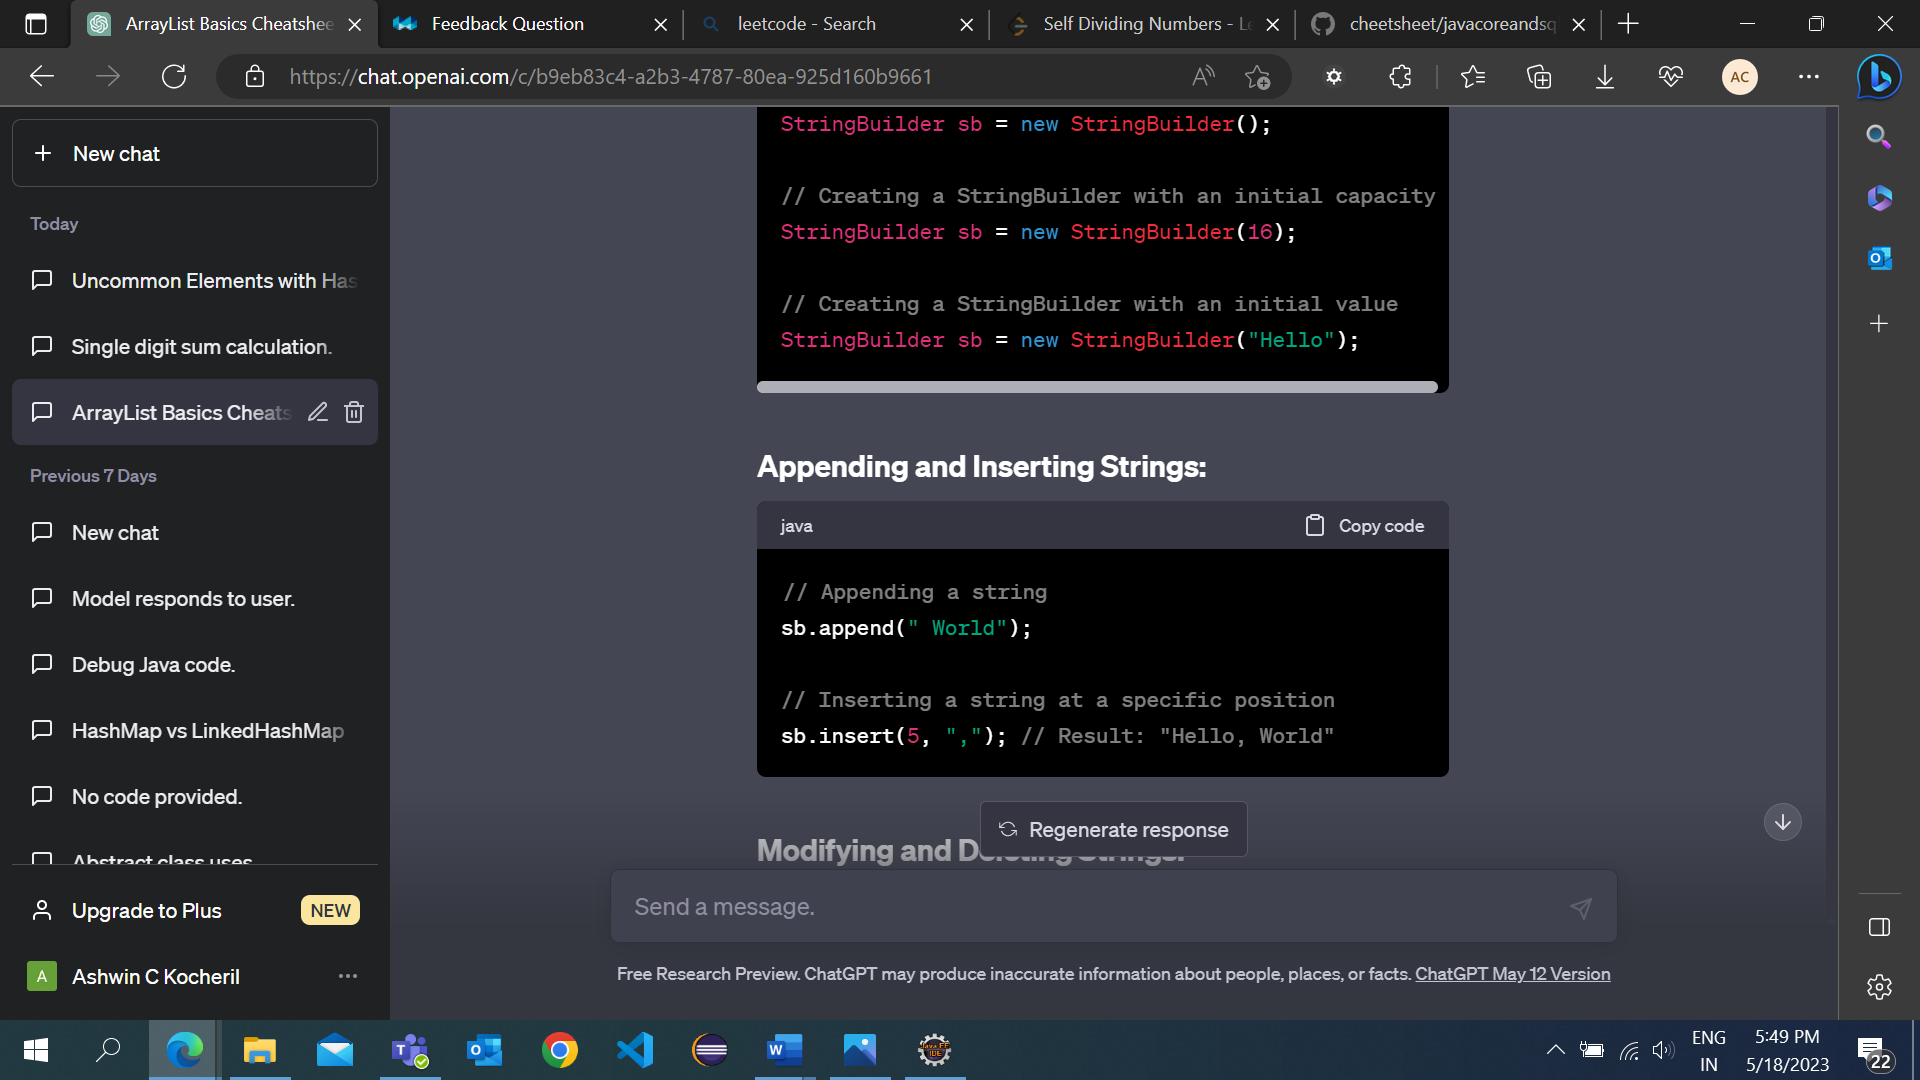 ArrayList Basics Cheatshee
Feedback Question
leetcode - Search
Self Dividing Numbers - Le
cheetsheet/javacoreandsq
https://chat.openai.com/c/b9eb83c4-a2b3-4787-80ea-925d160b9661
AC
New chat
Today
Uncommon Elements with Has
Single digit sum calculation.
ArrayList Basics Cheats
Previous 7 Days
New chat
Model responds to user.
Debug Java code.
HashMap vs LinkedHashMap
No code provided.
Abstract class uses
Upgrade to Plus NEW
A Ashwin C Kocheril
StringBuilder sb = new StringBuilder();
// Creating a StringBuilder with an initial capacity
StringBuilder sb = new StringBuilder(16);
// Creating a StringBuilder with an initial value
StringBuilder sb = new StringBuilder("Hello");
Appending and Inserting Strings:
java Copy code
// Appending a string
sb.append(" World");
// Inserting a string at a specific position
sb.insert(5, ","); // Result: "Hello, World"
Regenerate response
Modifying and Deleting Strings:
Send a message.
Free Research Preview. ChatGPT may produce inaccurate information about people, places, or facts. ChatGPT May 12 Version
ENG
IN
5:49 PM
5/18/2023
22